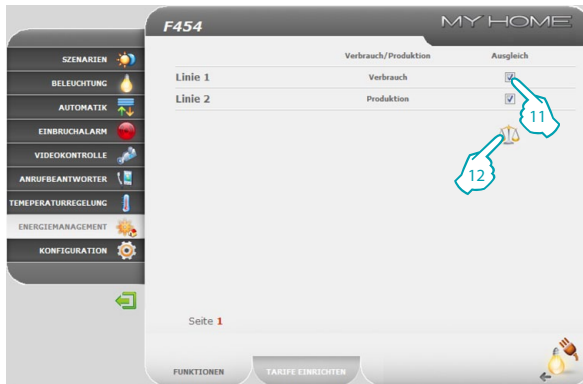 F454
MY HOME
SZENARIEN
BELEUCHTUNG
AUTOMATIK
EINBRUCHALARM
VIDEOKONTROLLE
ANRUFBEANTWORTER
TEMEPERATURREGELUNG
ENERGIEMANAGEMENT
KONFIGURATION
Verbrauch/Produktion Ausgleich
Linie 1 Verbrauch
Linie 2 Produktion
11
12
Seite 1
FUNKTIONEN TARIFE EINRICHTEN